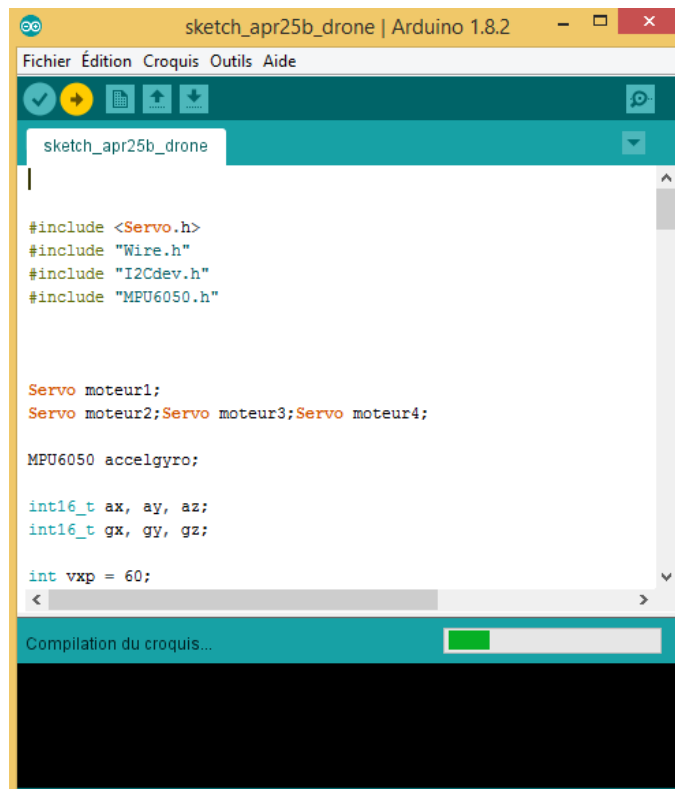 sketch_apr25b_drone | Arduino 1.8.2
Fichier Édition Croquis Outils Aide
sketch_apr25b_drone
#include <Servo.h>
#include "Wire.h"
#include "I2Cdev.h"
#include "MPU6050.h"
Servo moteur1;
Servo moteur2;Servo moteur3;Servo moteur4;
MPU6050 accelgyro;
int16_t ax, ay, az;
int16_t gx, gy, gz;
int vxp = 60;
Compilation du croquis...